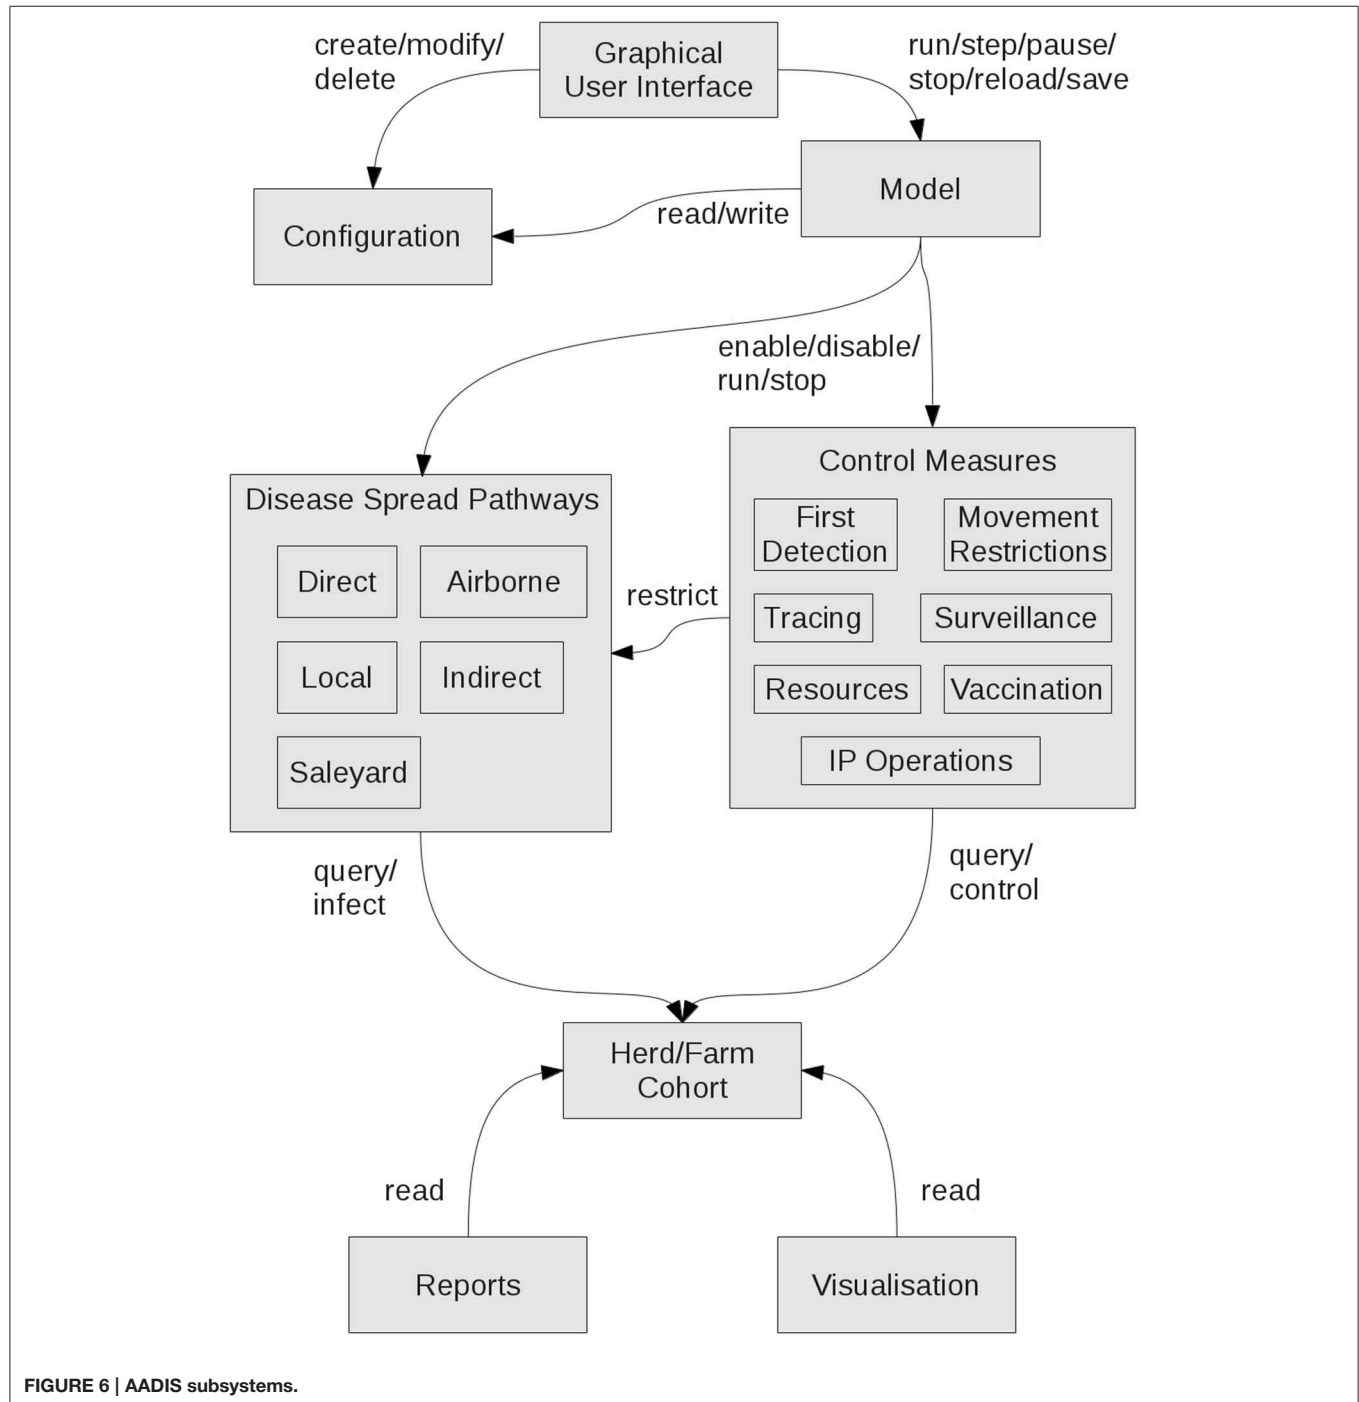 create/modify/
delete
Graphical
User Interface
run/step/pause/
stop/reload/save
Model
read/write
Configuration
enable/disable/
run/stop
Control Measures
First
Detection
Movement
Restrictions
Tracing
Surveillance
Resources
Vaccination
IP Operations
restrict
Disease Spread Pathways
Direct
Airborne
Local
Indirect
Saleyard
query/
infect
query/
control
Herd/Farm
Cohort
read
read
Reports
Visualisation
FIGURE 6 | AADIS subsystems.